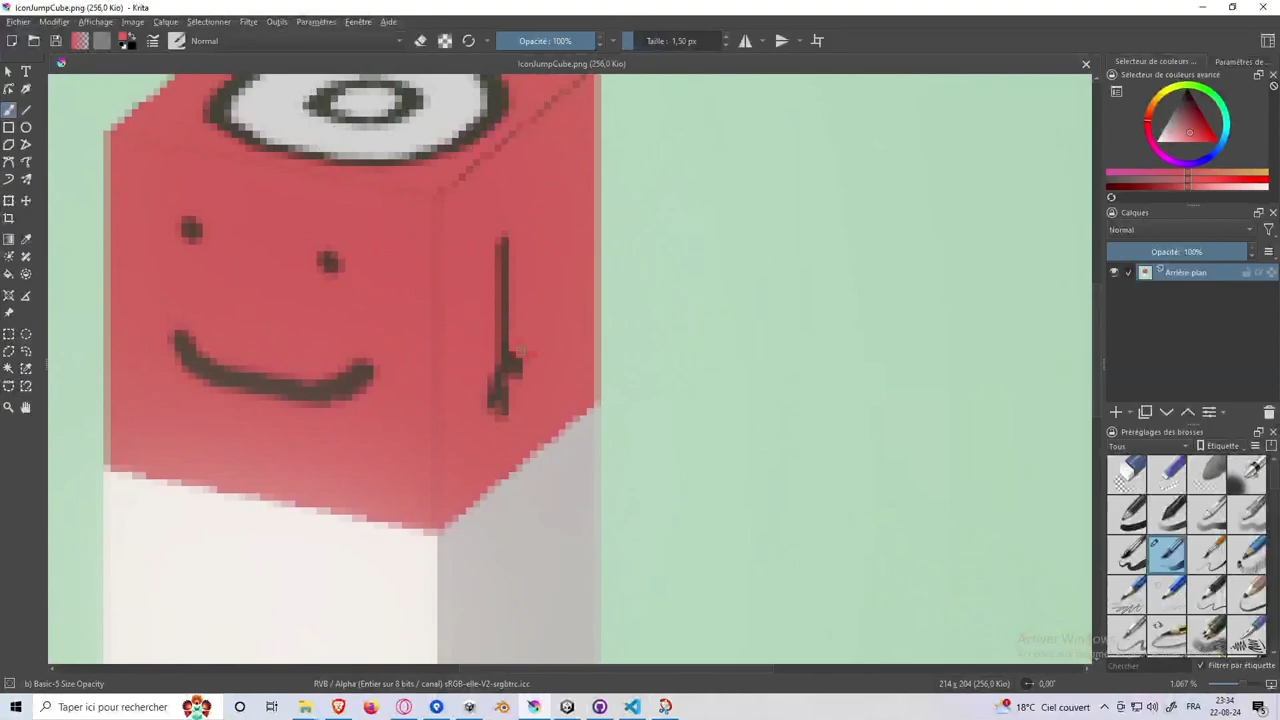 IconJumpCube.png (256,0 Kio) - Krita
Fichier Modifier Affichage Image Calque Sélectionner Filtre Outils Paramètres Fenêtre Aide
Normal Opacité : 100% Taille : 1,50 px
IconJumpCube.png (256,0 Kio)
Sélecteur de couleurs ... Paramètres de...
Sélecteur de couleurs avancé
Calques
Normal
Opacité: 100%
Arrière-plan
Préréglages des brosses
Tous Étiquette
Activer Windows
Chercher Filtrer par étiquette
b) Basic-5 Size Opacity RVB / Alpha (Entier sur 8 bits / canal) sRGB-elle-V2-srgbtrc.icc 214 x 204 (256,0 Kio) 0,00° 1.067 %
Taper ici pour rechercher 18°C Ciel couvert FRA 23:34
22-08-24